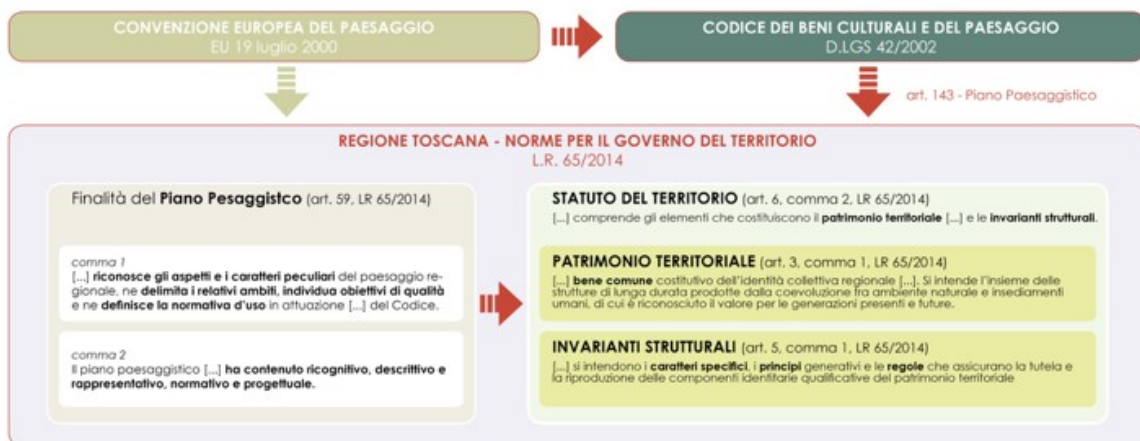 CONVENZIONE EUROPEA DEL PAESAGGIO
EU 19 luglio 2000
CODICE DEI BENI CULTURALI E DEL PAESAGGIO
D.LGS 42/2002
art. 143 - Piano Paesaggistico
REGIONE TOSCANA - NORME PER IL GOVERNO DEL TERRITORIO
L.R. 65/2014
Finalità del Piano Pesaggistco (art. 59, LR 65/2014)
comma 1
[...] riconosce gli aspetti e i caratteri peculiari del paesaggio re-
gionale, ne delimita i relativi ambiti, individua obiettivi di qualità
e ne definisce la normativa d'uso in attuazione [...] del Codice.
comma 2
Il piano paesaggistico [...] ha contenuto ricognitivo, descrittivo e
rappresentativo, normativo e progettuale.
STATUTO DEL TERRITORIO (art. 6, comma 2, LR 65/2014)
[...] comprende gli elementi che costituiscono il patrimonio territoriale [...] e le invarianti strutturali.
PATRIMONIO TERRITORIALE (art. 3, comma 1, LR 65/2014)
[...] bene comune costitutivo dell'identità collettiva regionale [...]. Si intende l'insieme delle
strutture di lunga durata prodotte dalla coevoluzione fra ambiente naturale e insediamenti
umani, di cui è riconosciuto il valore per le generazioni presenti e future.
INVARIANTI STRUTTURALI (art. 5, comma 1, LR 65/2014)
[...] si intendono i caratteri specifici, i principi generativi e le regole che assicurano la tutela e
la riproduzione delle componenti identitarie qualificative del patrimonio territoriale